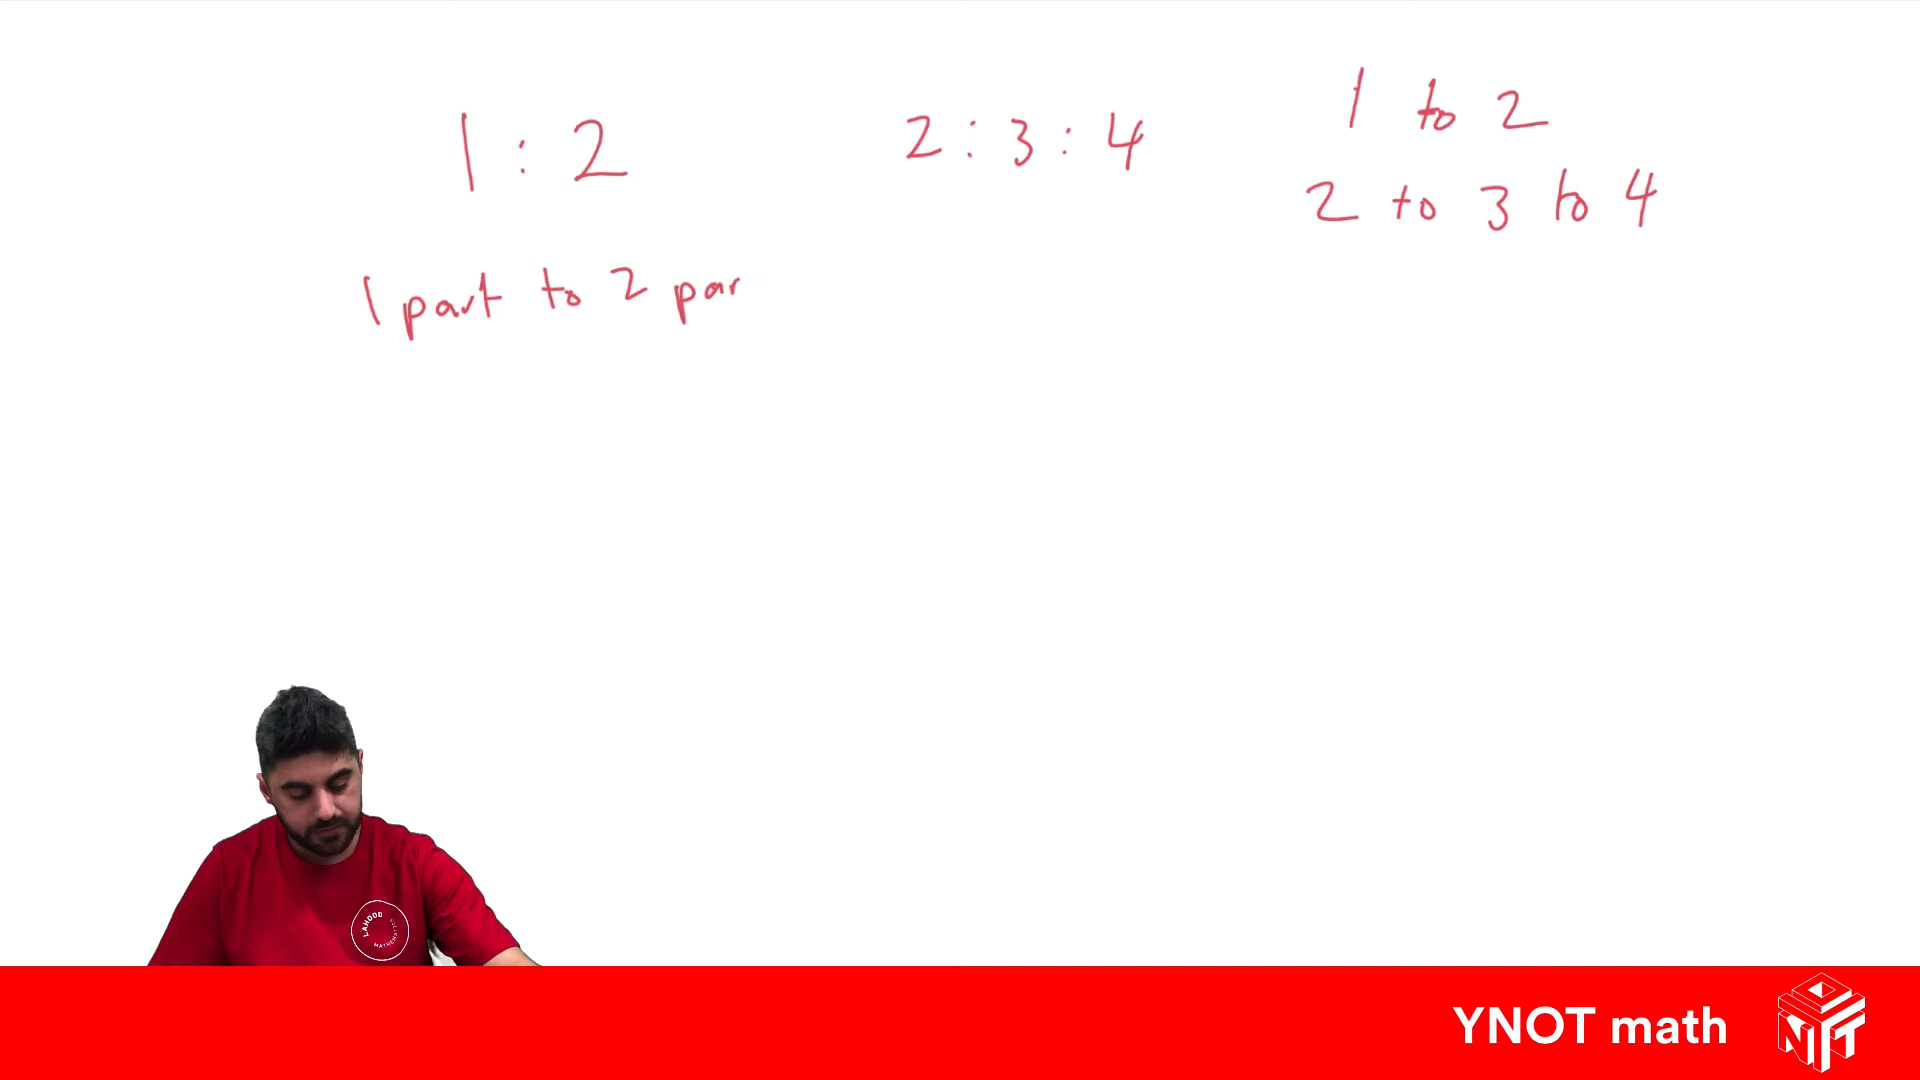 1 : 2
2 : 3 : 4
1 to 2
2 to 3 to 4
1 part to 2 par
LAHOOD
YNOT math